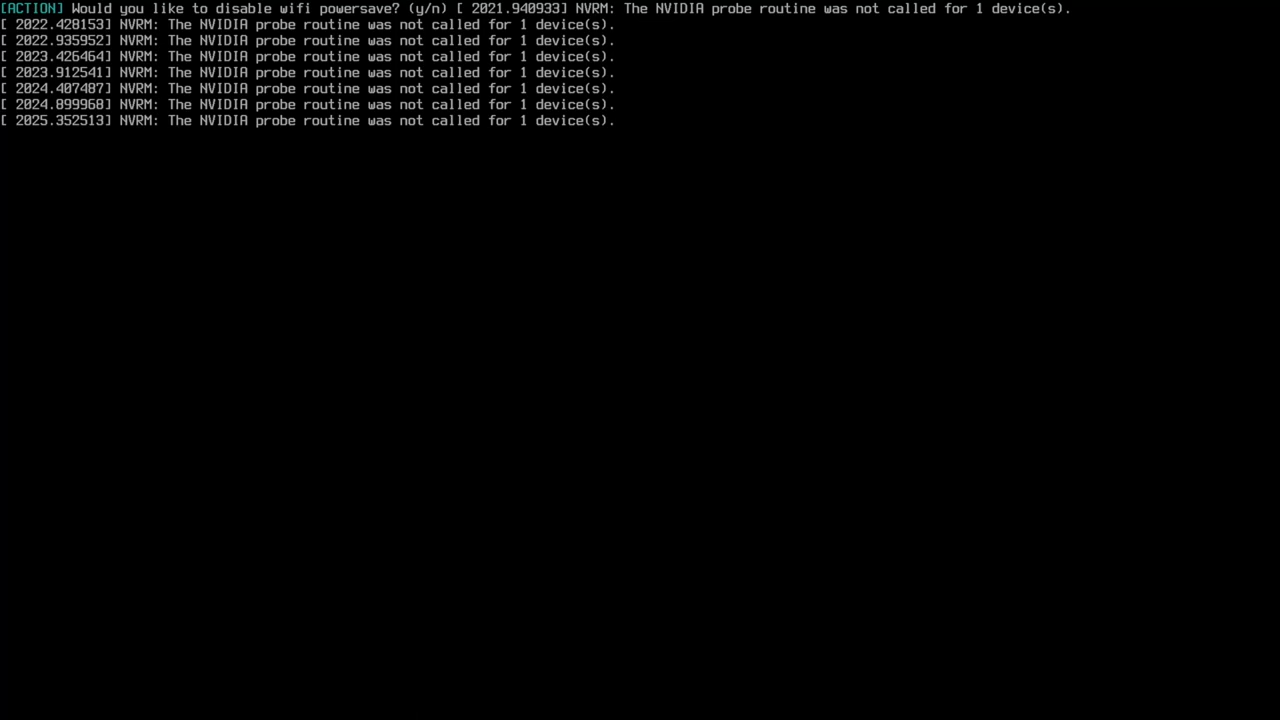 [ACTION] Would you like to disable wifi powersave? (y/n) [ 2021.940933] NVRM: The NVIDIA probe routine was not called for 1 device(s).
[ 2022.428153] NVRM: The NVIDIA probe routine was not called for 1 device(s).
[ 2022.935952] NVRM: The NVIDIA probe routine was not called for 1 device(s).
[ 2023.426464] NVRM: The NVIDIA probe routine was not called for 1 device(s).
[ 2023.912541] NVRM: The NVIDIA probe routine was not called for 1 device(s).
[ 2024.407487] NVRM: The NVIDIA probe routine was not called for 1 device(s).
[ 2024.899968] NVRM: The NVIDIA probe routine was not called for 1 device(s).
[ 2025.352513] NVRM: The NVIDIA probe routine was not called for 1 device(s).